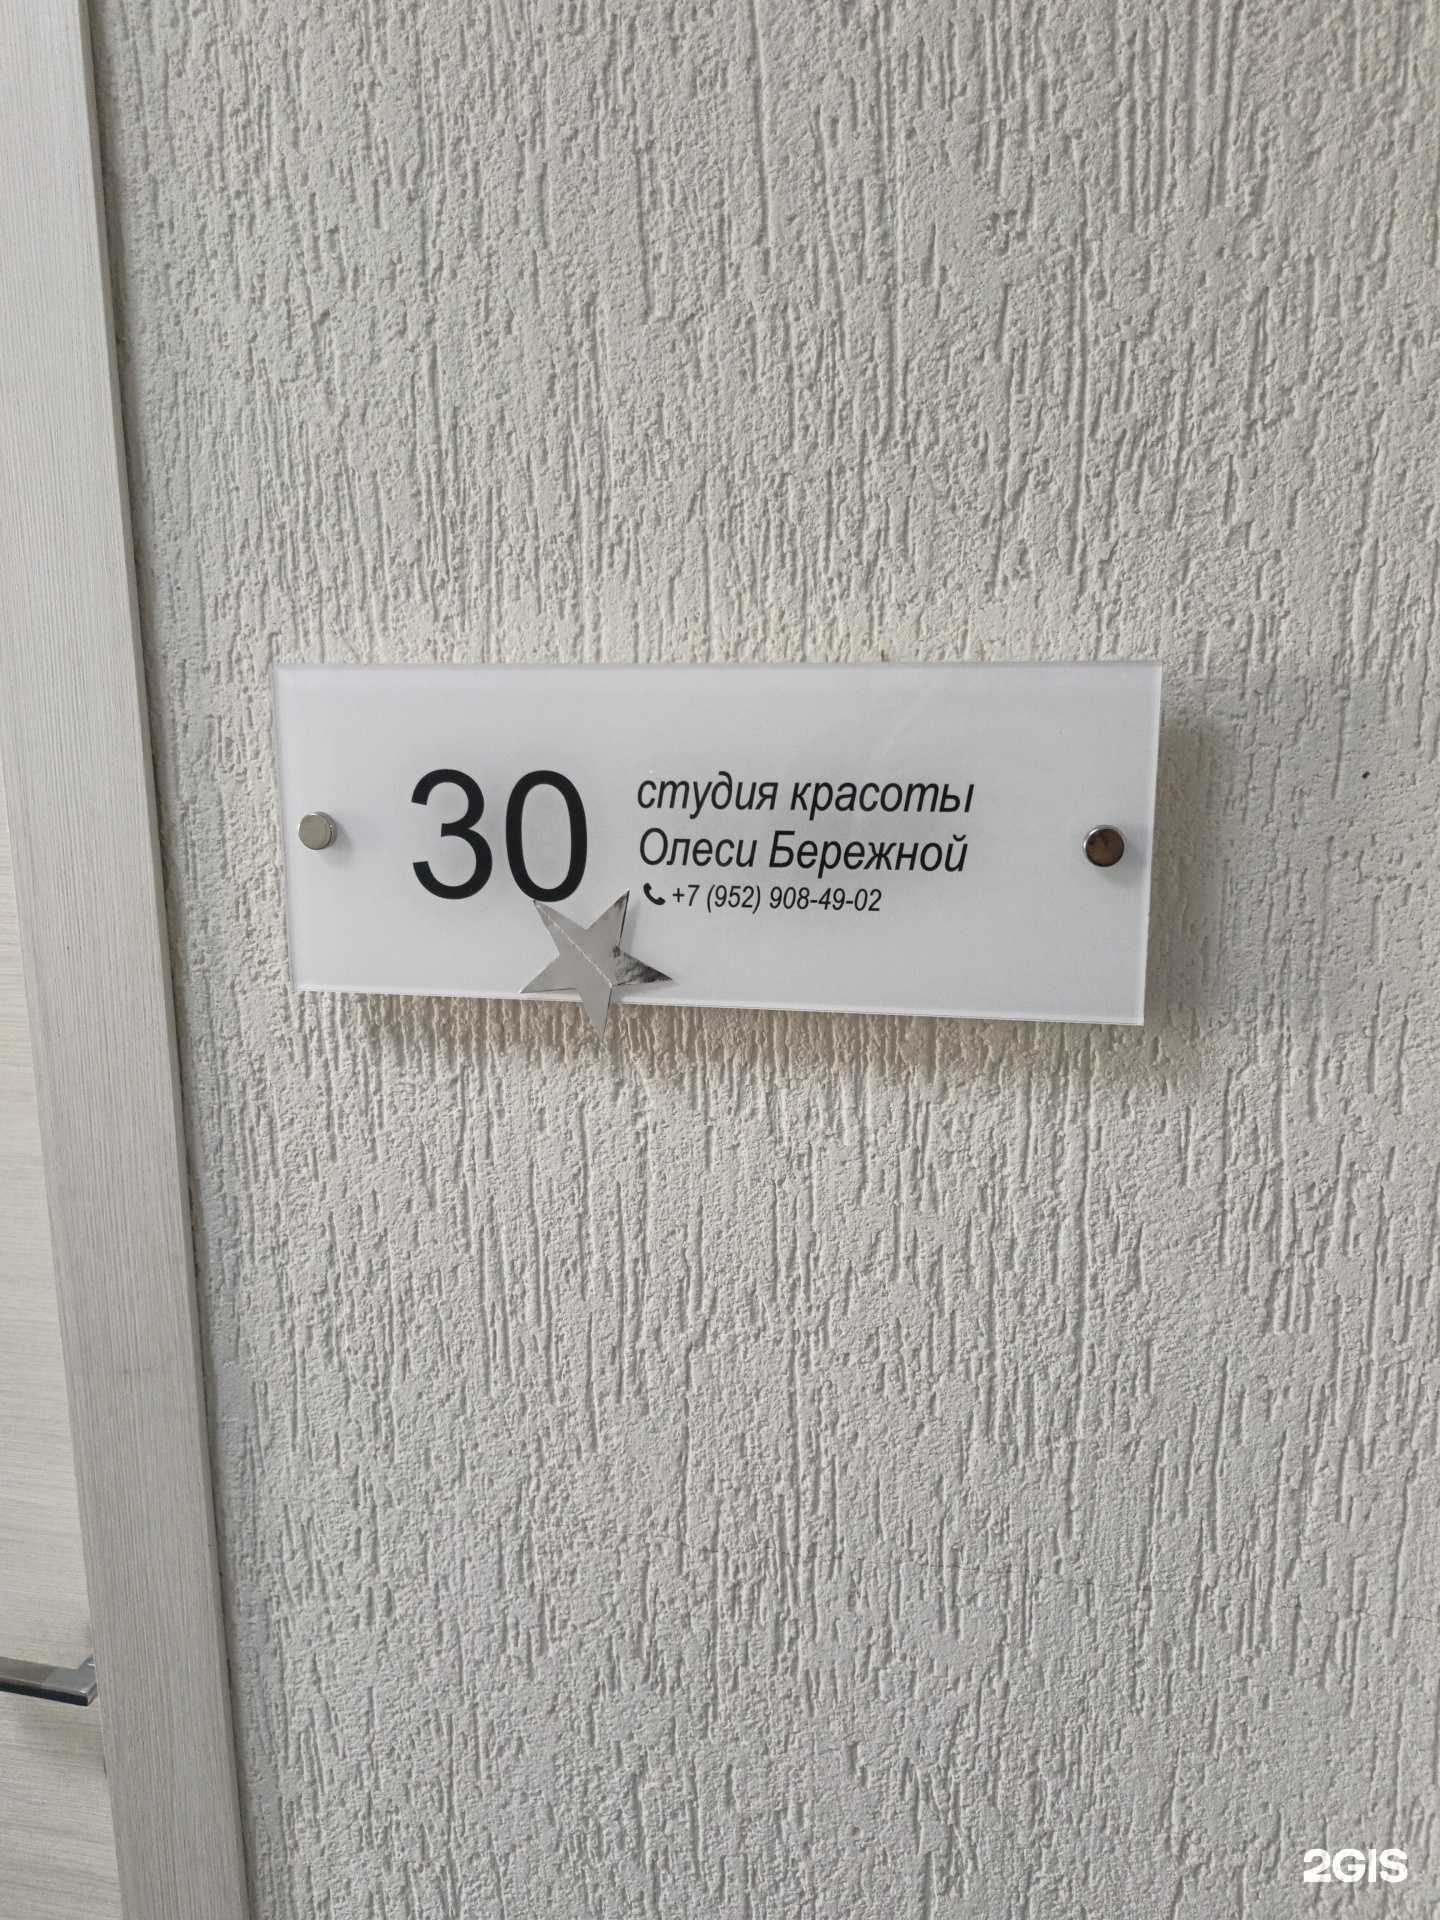 30
студия красоты
Олеси Бережной
+7 (952) 908-49-02
2GIS